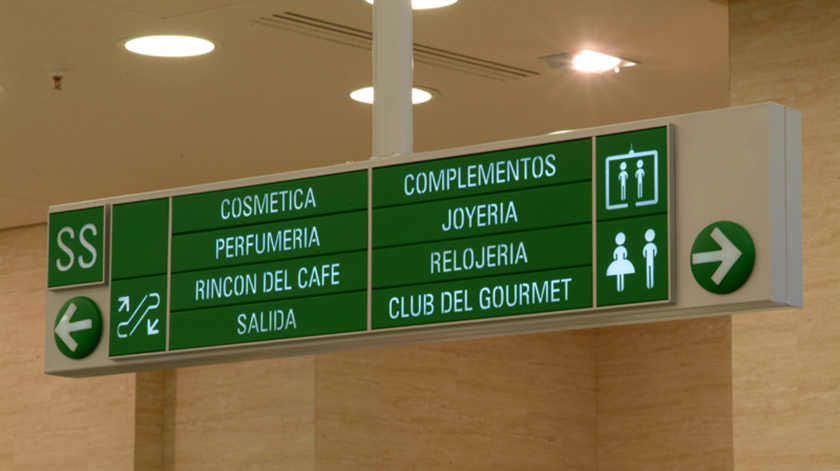 SS
COSMETICA
PERFUMERIA
RINCON DEL CAFE
SALIDA
COMPLEMENTOS
JOYERIA
RELOJERIA
CLUB DEL GOURMET